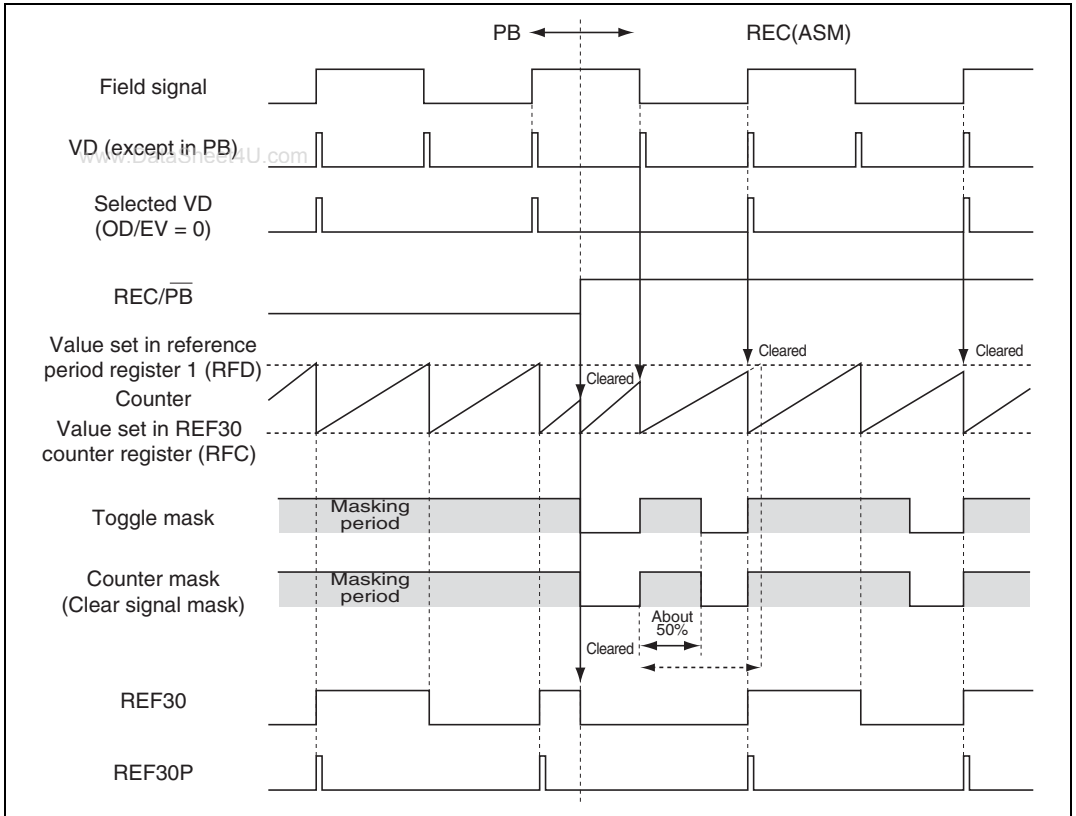 PB
REC(ASM)
Field signal
VD (except in PB)
www.DataSheet4U.com
Selected VD
(OD/EV = 0)
REC/P̅B̅
Value set in reference
period register 1 (RFD)
Cleared
Cleared
Cleared
Counter
Value set in REF30
counter register (RFC)
Toggle mask
Masking
period
Counter mask
(Clear signal mask)
Masking
period
About
50%
Cleared
REF30
REF30P